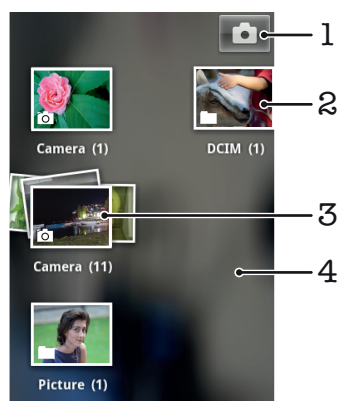 1
2
Camera (1)
DCIM (1)
3
Camera (11)
4
Picture (1)